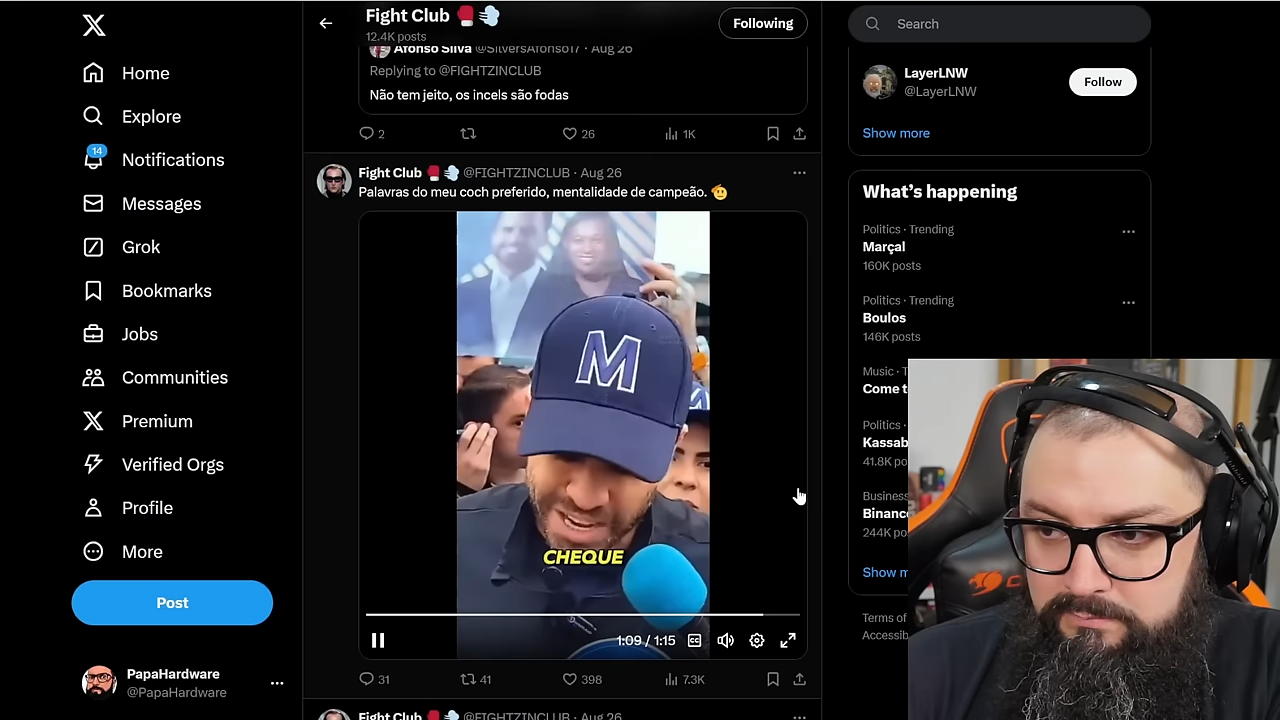 Home
Explore
14
Notifications
Messages
Grok
Bookmarks
Jobs
Communities
Premium
Verified Orgs
Profile
More
Post
PapaHardware
@PapaHardware
Fight Club
12.4K posts
Following
Afonso Silva @SilversAfonso17 · Aug 26
Replying to @FIGHTZINCLUB
Não tem jeito, os incels são fodas
2 26 1K
Fight Club @FIGHTZINCLUB · Aug 26
Palavras do meu coch preferido, mentalidade de campeão.
M
CHEQUE
1:09 / 1:15
CC
31 41 398 7.3K
Fight Club @FIGHTZINCLUB · Aug 26
Search
LayerLNW
@LayerLNW
Follow
Show more
What's happening
Politics · Trending
Marçal
160K posts
Politics · Trending
Boulos
146K posts
Music · T
Come t
Politics ·
Kassab
41.8K po
Business
Binance
244K po
Show m
Terms of
Accessib